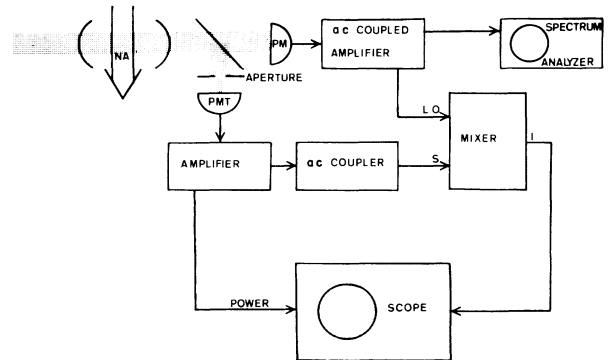 NA
PM
ac COUPLED
AMPLIFIER
SPECTRUM
ANALYZER
APERTURE
PMT
LO
MIXER
I
AMPLIFIER
ac COUPLER
S
POWER
SCOPE